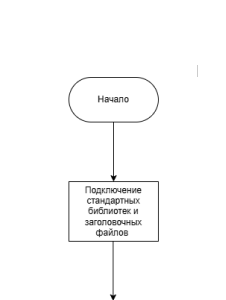 Начало
Подключение
стандартных
библиотек и
заголовочных
файлов